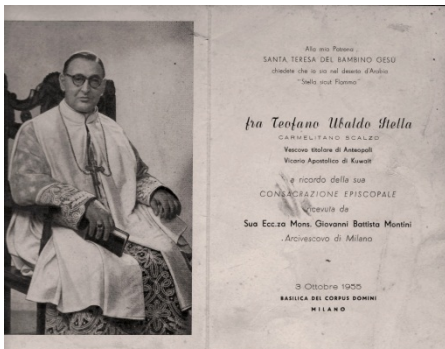 Alla mia Patrona
SANTA TERESA DEL BAMBINO GESÙ
chiedete che io sia nel deserto d'Arabia
"Stella sicut Flamma"
fra Teofano Ubaldo Stella
CARMELITANO SCALZO
Vescovo titolare di Anteopoli
Vicario Apostolico di Kuwait
a ricordo della sua
CONSACRAZIONE EPISCOPALE
ricevuta da
Sua Ecc.za Mons. Giovanni Battista Montini
Arcivescovo di Milano
3 Ottobre 1955
BASILICA DEL CORPUS DOMINI
MILANO